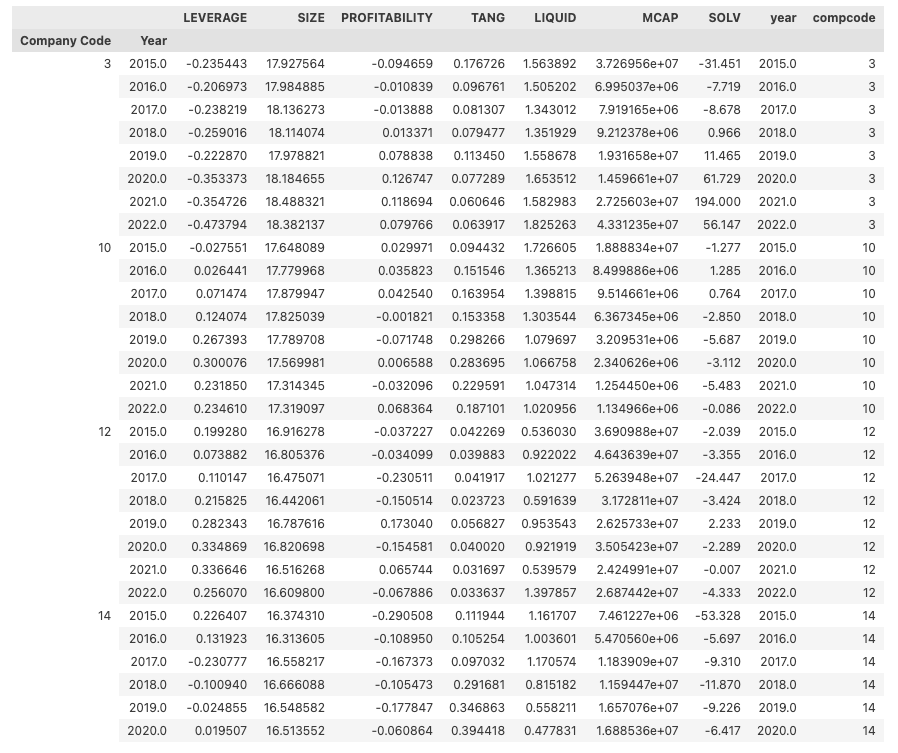 LEVERAGE SIZE PROFITABILITY TANG LIQUID MCAP SOLV year compcode
Company Code Year
3 2015.0 -0.235443 17.927564 -0.094659 0.176726 1.563892 3.726956e+07 -31.451 2015.0 3
2016.0 -0.206973 17.984885 -0.010839 0.096761 1.505202 6.995037e+06 -7.719 2016.0 3
2017.0 -0.238219 18.136273 -0.013888 0.081307 1.343012 7.919165e+06 -8.678 2017.0 3
2018.0 -0.259016 18.114074 0.013371 0.079477 1.351929 9.212378e+06 0.966 2018.0 3
2019.0 -0.222870 17.978821 0.078838 0.113450 1.558678 1.931658e+07 11.465 2019.0 3
2020.0 -0.353373 18.184655 0.126747 0.077289 1.653512 1.459661e+07 61.729 2020.0 3
2021.0 -0.354726 18.488321 0.118694 0.060646 1.582983 2.725603e+07 194.000 2021.0 3
2022.0 -0.473794 18.382137 0.079766 0.063917 1.825263 4.331235e+07 56.147 2022.0 3
10 2015.0 -0.027551 17.648089 0.029971 0.094432 1.726605 1.888834e+07 -1.277 2015.0 10
2016.0 0.026441 17.779968 0.035823 0.151546 1.365213 8.499886e+06 1.285 2016.0 10
2017.0 0.071474 17.879947 0.042540 0.163954 1.398815 9.514661e+06 0.764 2017.0 10
2018.0 0.124074 17.825039 -0.001821 0.153358 1.303544 6.367345e+06 -2.850 2018.0 10
2019.0 0.267393 17.789708 -0.071748 0.298266 1.079697 3.209531e+06 -5.687 2019.0 10
2020.0 0.300076 17.569981 0.006588 0.283695 1.066758 2.340626e+06 -3.112 2020.0 10
2021.0 0.231850 17.314345 -0.032096 0.229591 1.047314 1.254450e+06 -5.483 2021.0 10
2022.0 0.234610 17.319097 0.068364 0.187101 1.020956 1.134966e+06 -0.086 2022.0 10
12 2015.0 0.199280 16.916278 -0.037227 0.042269 0.536030 3.690988e+07 -2.039 2015.0 12
2016.0 0.073882 16.805376 -0.034099 0.039883 0.922022 4.643639e+07 -3.355 2016.0 12
2017.0 0.110147 16.475071 -0.230511 0.041917 1.021277 5.263948e+07 -24.447 2017.0 12
2018.0 0.215825 16.442061 -0.150514 0.023723 0.591639 3.172811e+07 -3.424 2018.0 12
2019.0 0.282343 16.787616 0.173040 0.056827 0.953543 2.625733e+07 2.233 2019.0 12
2020.0 0.334869 16.820698 -0.154581 0.040020 0.921919 3.505423e+07 -2.289 2020.0 12
2021.0 0.336646 16.516268 0.065744 0.031697 0.539579 2.424991e+07 -0.007 2021.0 12
2022.0 0.256070 16.609800 -0.067886 0.033637 1.397857 2.687442e+07 -4.333 2022.0 12
14 2015.0 0.226407 16.374310 -0.290508 0.111944 1.161707 7.461227e+06 -53.328 2015.0 14
2016.0 0.131923 16.313605 -0.108950 0.105254 1.003601 5.470560e+06 -5.697 2016.0 14
2017.0 -0.230777 16.558217 -0.167373 0.097032 1.170574 1.183909e+07 -9.310 2017.0 14
2018.0 -0.100940 16.666088 -0.105473 0.291681 0.815182 1.159447e+07 -11.870 2018.0 14
2019.0 -0.024855 16.548582 -0.177847 0.346863 0.558211 1.657076e+07 -9.226 2019.0 14
2020.0 0.019507 16.513552 -0.060864 0.394418 0.477831 1.688536e+07 -6.417 2020.0 14